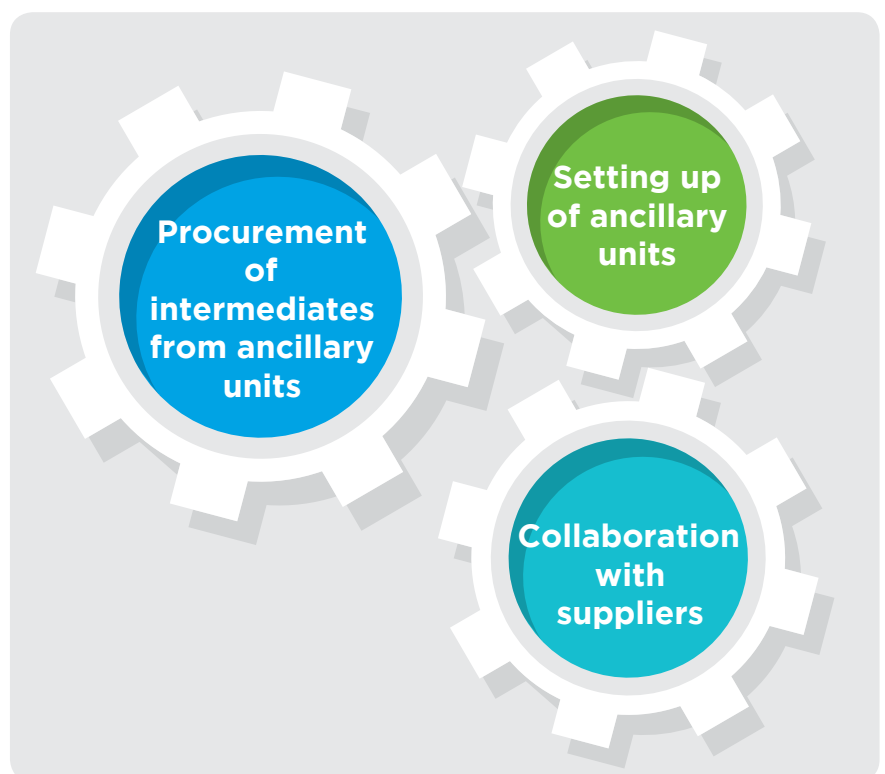 Procurement
of
intermediates
from ancillary
units
Setting up
of ancillary
units
Collaboration
with
suppliers